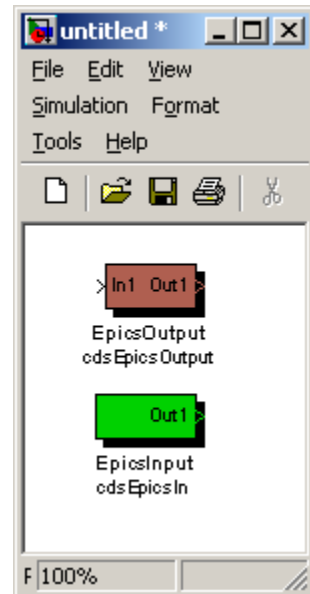 untitled *
File Edit View
Simulation Format
Tools Help
In1 Out1
EpicsOutput
cdsEpicsOutput
Out1
EpicsInput
cdsEpicsIn
F 100%